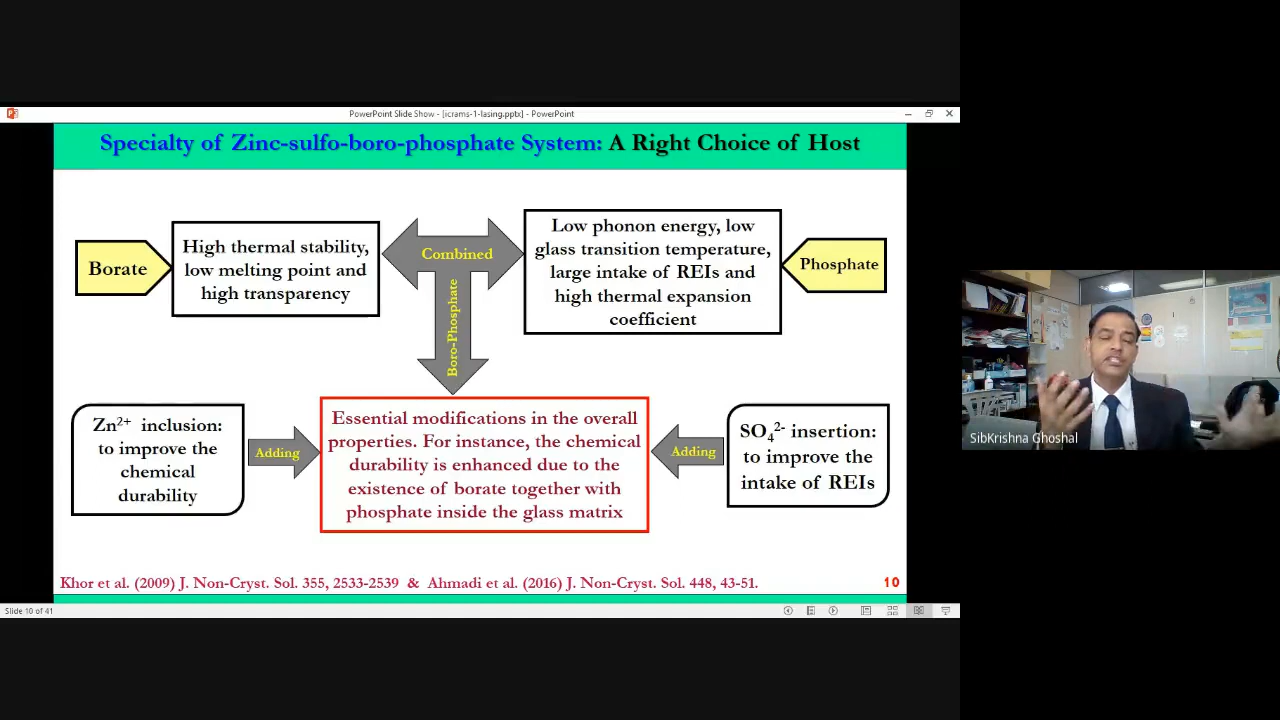 PowerPoint Slide Show - [icrams-1-lasing.pptx] - PowerPoint
Specialty of Zinc-sulfo-boro-phosphate System: A Right Choice of Host
Borate
High thermal stability,
low melting point and
high transparency
Combined
Boro-Phosphate
Low phonon energy, low
glass transition temperature,
large intake of REIs and
high thermal expansion
coefficient
Phosphate
Zn2+ inclusion:
to improve the
chemical
durability
Adding
Essential modifications in the overall
properties. For instance, the chemical
durability is enhanced due to the
existence of borate together with
phosphate inside the glass matrix
Adding
SO42- insertion:
to improve the
intake of REIs
Khor et al. (2009) J. Non-Cryst. Sol. 355, 2533-2539 & Ahmadi et al. (2016) J. Non-Cryst. Sol. 448, 43-51.
10
Slide 10 of 41
SibKrishna Ghoshal